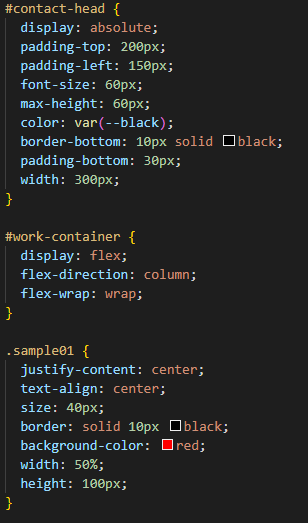 #contact-head {
display: absolute;
padding-top: 200px;
padding-left: 150px;
font-size: 60px;
max-height: 60px;
color: var(--black);
border-bottom: 10px solid black;
padding-bottom: 30px;
width: 300px;
}
#work-container {
display: flex;
flex-direction: column;
flex-wrap: wrap;
}
.sample01 {
justify-content: center;
text-align: center;
size: 40px;
border: solid 10px black;
background-color: red;
width: 50%;
height: 100px;
}